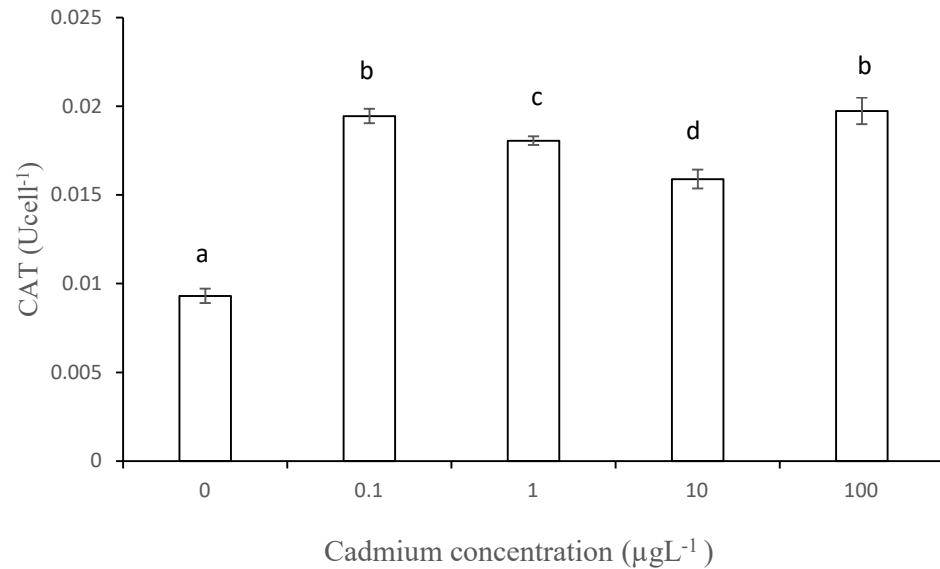 0.025
0.02
0.015
0.01
0.005
0
CAT (Ucell⁻¹)
a
b
c
d
b
0 0.1 1 10 100
Cadmium concentration (µgL⁻¹ )